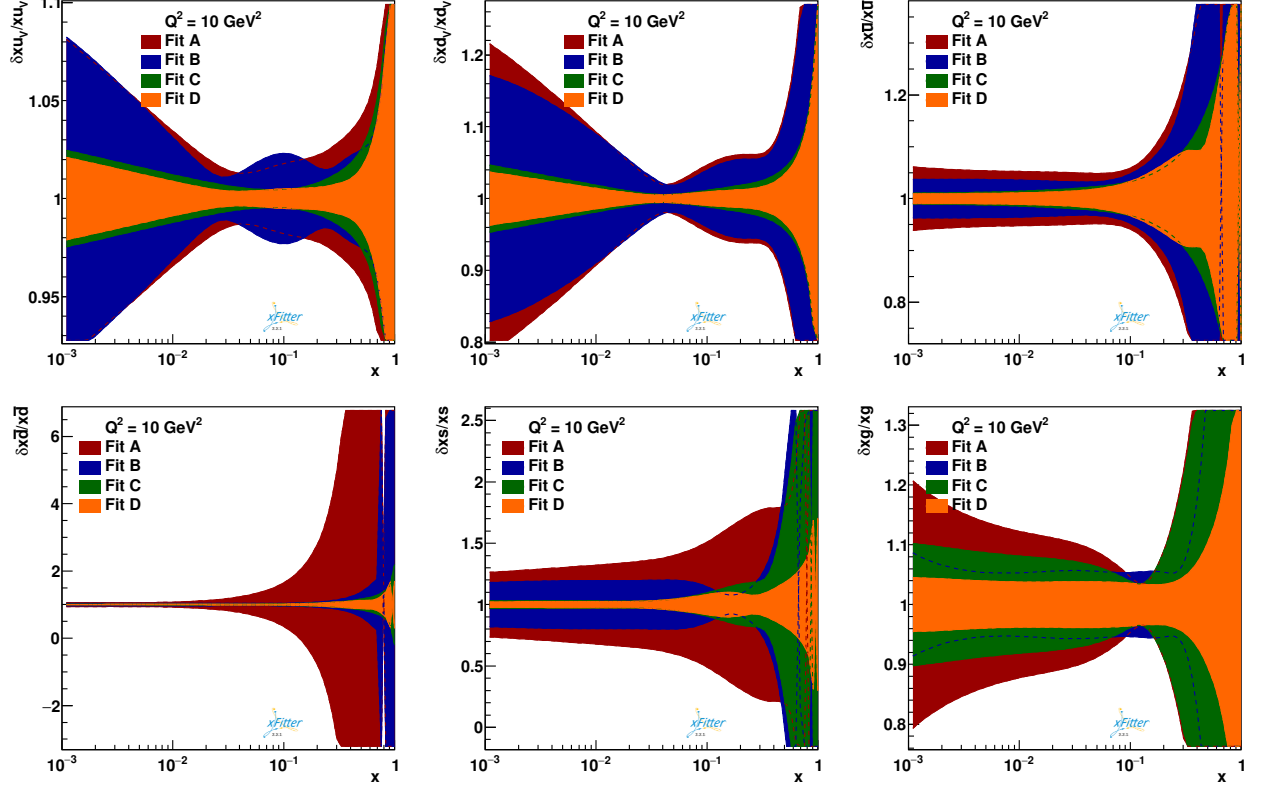 δxu_V/xu_V
Q² = 10 GeV²
Fit A
Fit B
Fit C
Fit D
1.1
1.05
1
0.95
xFitter
10⁻³ 10⁻² 10⁻¹ 1
x
δxd_V/xd_V
Q² = 10 GeV²
Fit A
Fit B
Fit C
Fit D
1.2
1.1
1
0.9
0.8
xFitter
10⁻³ 10⁻² 10⁻¹ 1
x
δxu̅/xu̅
Q² = 10 GeV²
Fit A
Fit B
Fit C
Fit D
1.2
1
0.8
xFitter
10⁻³ 10⁻² 10⁻¹ 1
x
δxd̅/xd̅
Q² = 10 GeV²
Fit A
Fit B
Fit C
Fit D
6
4
2
0
−2
xFitter
10⁻³ 10⁻² 10⁻¹ 1
x
δxs/xs
Q² = 10 GeV²
Fit A
Fit B
Fit C
Fit D
2.5
2
1.5
1
0.5
0
xFitter
10⁻³ 10⁻² 10⁻¹ 1
x
δxg/xg
Q² = 10 GeV²
Fit A
Fit B
Fit C
Fit D
1.3
1.2
1.1
1
0.9
0.8
xFitter
10⁻³ 10⁻² 10⁻¹ 1
x